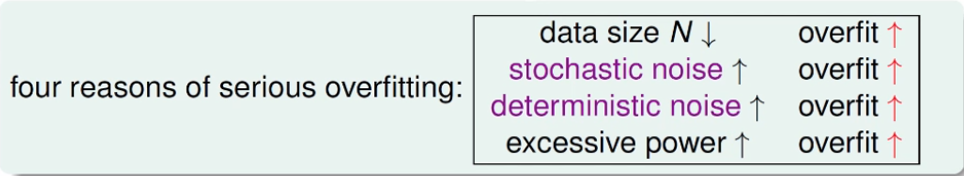 four reasons of serious overfitting:
data size N ↓ overfit ↑
stochastic noise ↑ overfit ↑
deterministic noise ↑ overfit ↑
excessive power ↑ overfit ↑